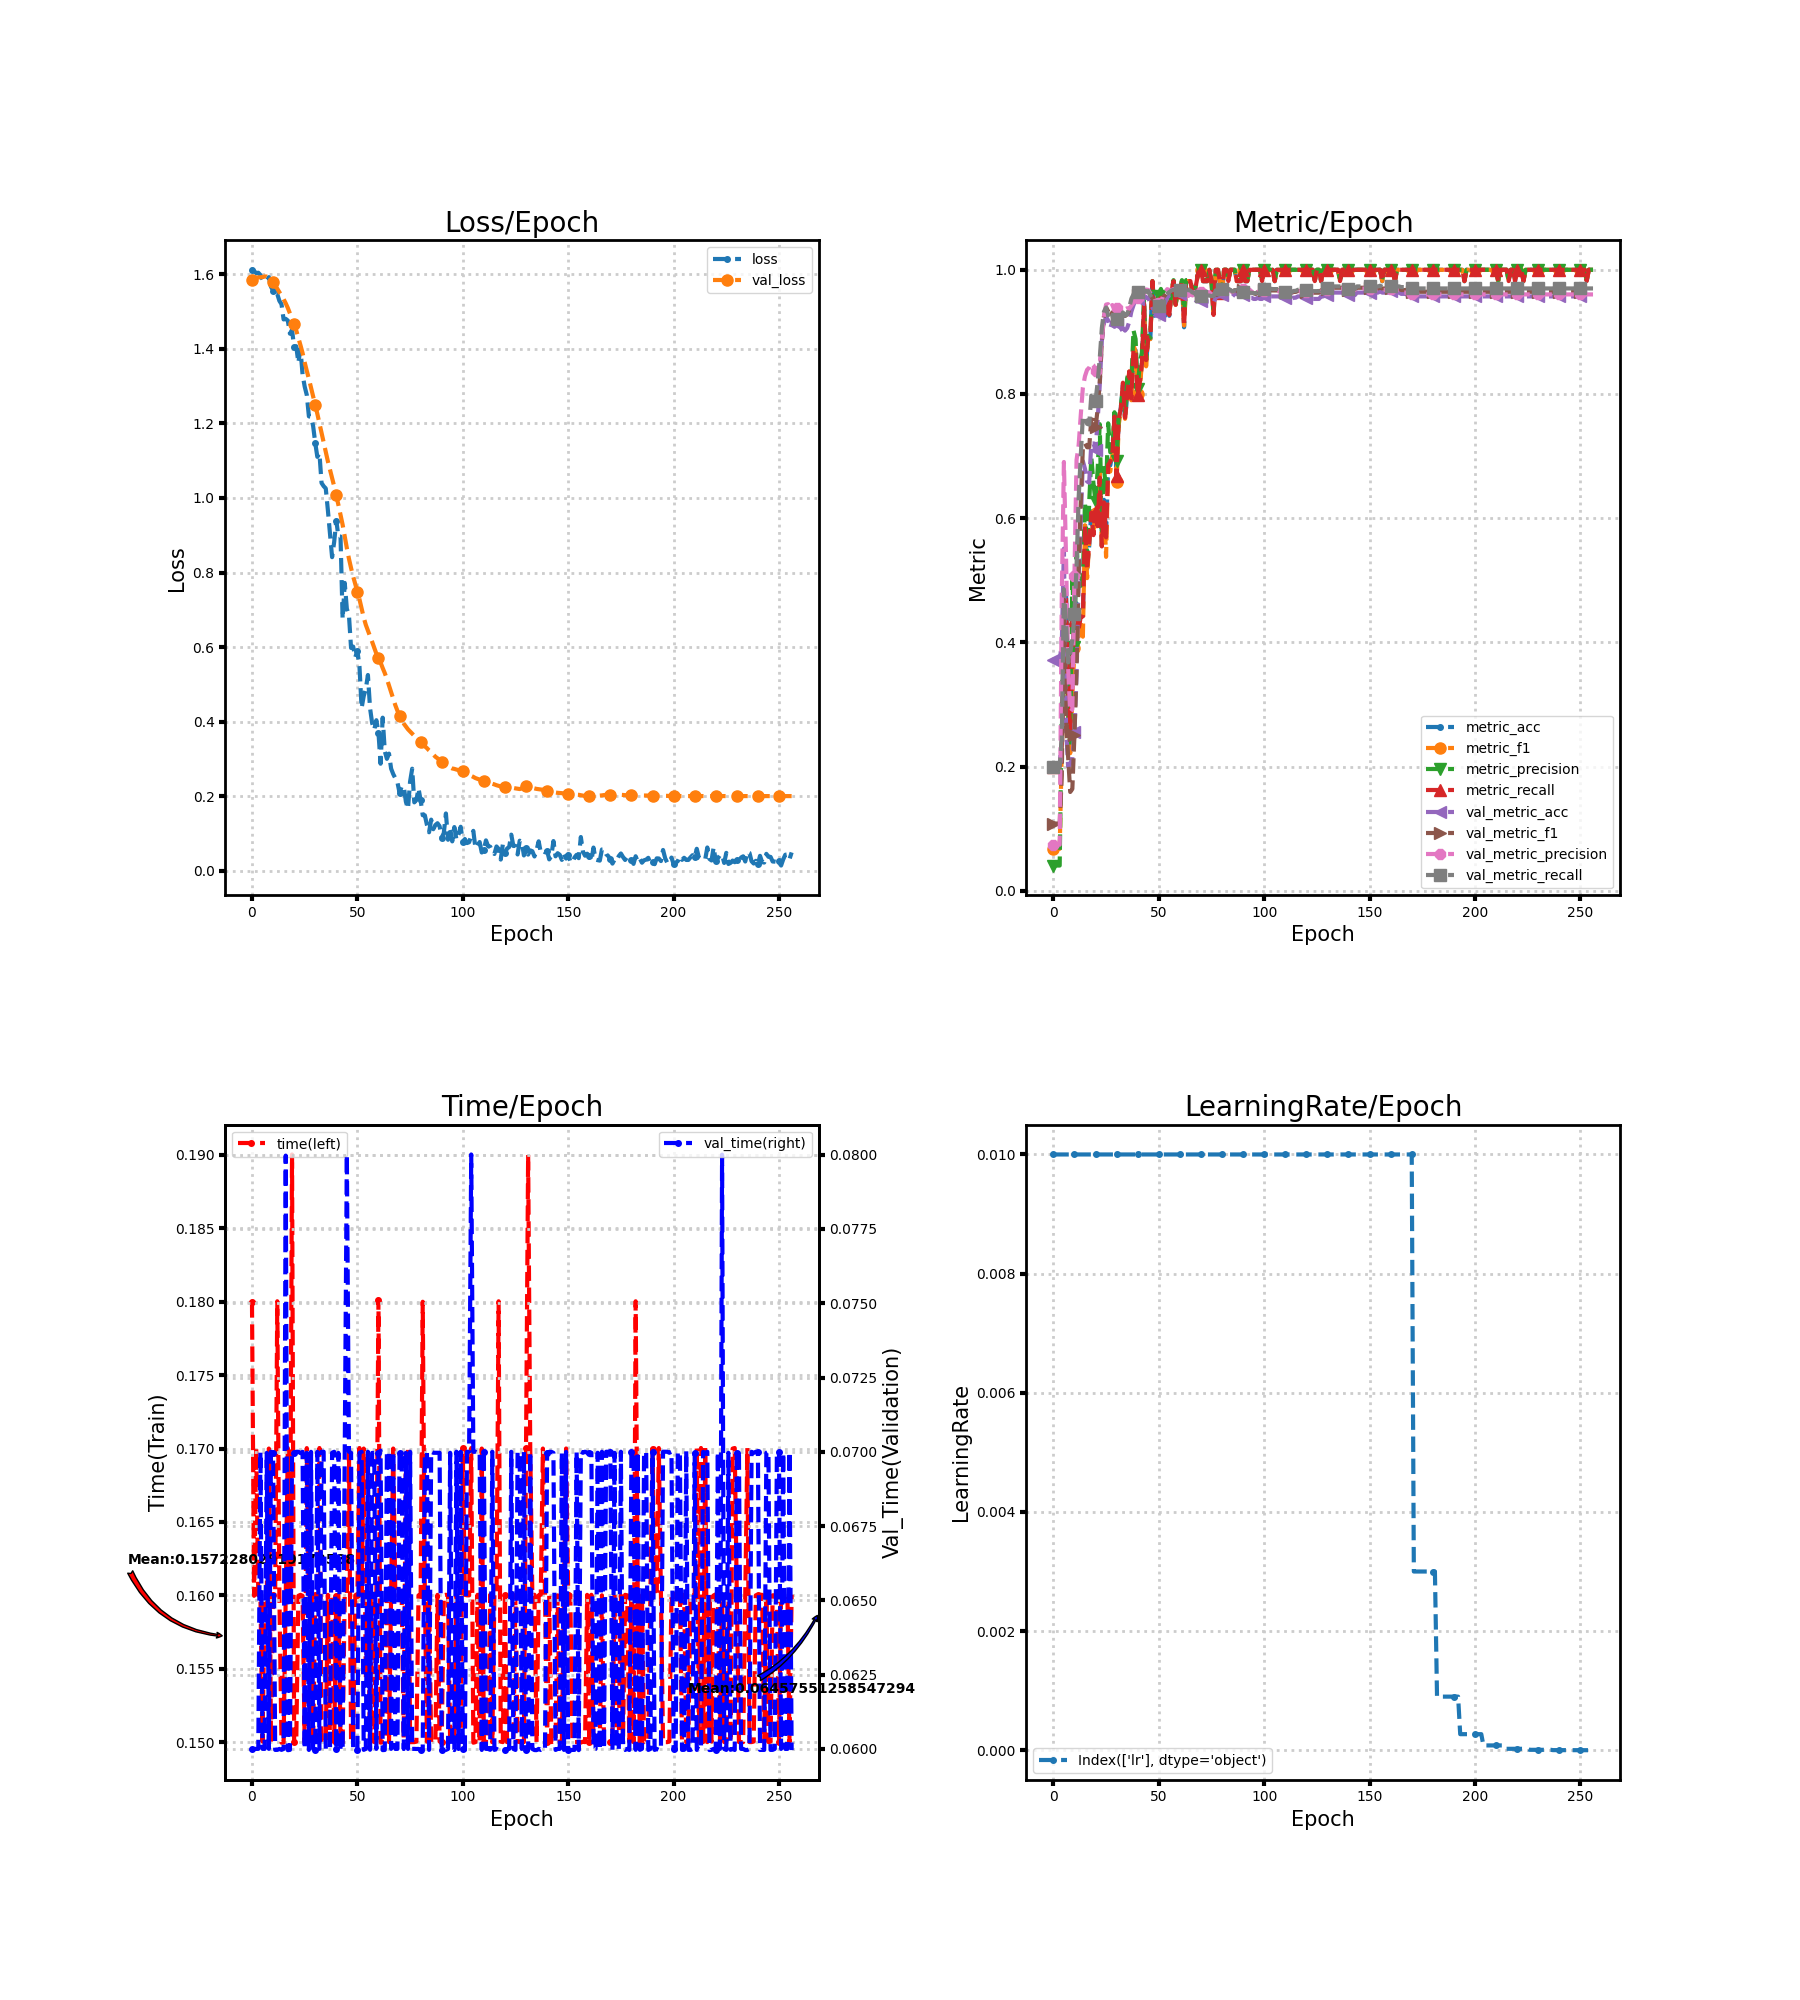 Loss/Epoch
1.6
1.4
1.2
1.0
0.8
0.6
0.4
0.2
0.0
Loss
loss
val_loss
0 50 100 150 200 250
Epoch
Metric/Epoch
1.0
0.8
0.6
0.4
0.2
0.0
Metric
metric_acc
metric_f1
metric_precision
metric_recall
val_metric_acc
val_metric_f1
val_metric_precision
val_metric_recall
0 50 100 150 200 250
Epoch
Time/Epoch
time(left)
val_time(right)
0.190
0.185
0.180
0.175
0.170
0.165
0.160
0.155
0.150
Time(Train)
0.0800
0.0775
0.0750
0.0725
0.0700
0.0675
0.0650
0.0625
0.0600
Val_Time(Validation)
Mean:0.06457551258547294
0 50 100 150 200 250
Epoch
LearningRate/Epoch
0.010
0.008
0.006
0.004
0.002
0.000
LearningRate
Index(['lr'], dtype='object')
0 50 100 150 200 250
Epoch